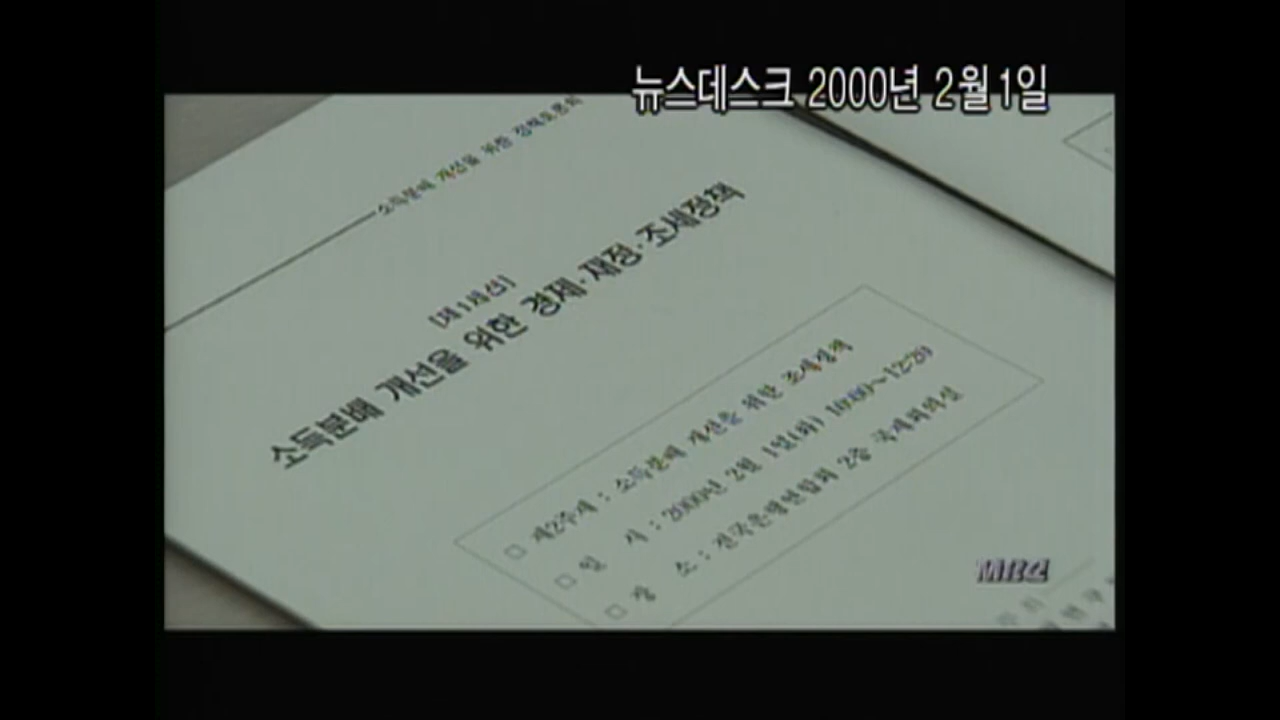 뉴스데스크 2000년 2월 1일
소득분배 개선을 위한 정책토론회
[제1세션]
소득분배 개선을 위한 경제·재정·조세정책
□ 제2주제 : 소득분배 개선을 위한 조세정책
□ 일 시 : 2000년 2월 1일(화) 10:00~12:20
□ 장 소 : 전국은행연합회 2층 국제회의실
MBC